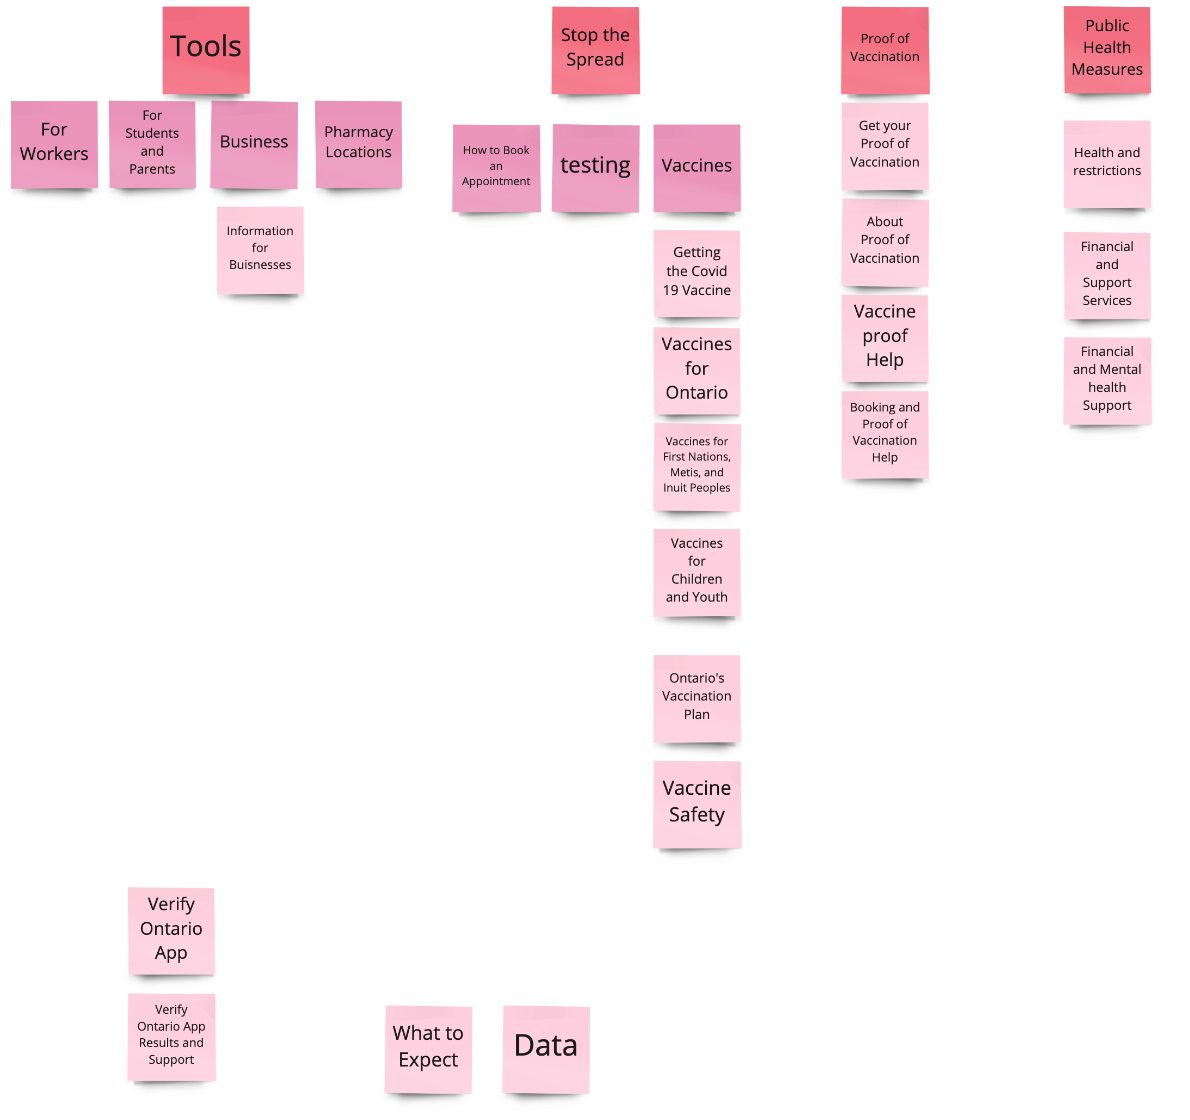 Tools
Stop the
Spread
Proof of
Vaccination
Public
Health
Measures
For
Workers
For
Students
and
Parents
Business
Pharmacy
Locations
Information
for
Buisnesses
How to Book
an
Appointment
testing
Vaccines
Getting
the Covid
19 Vaccine
Vaccines
for
Ontario
Vaccines for
First Nations,
Metis, and
Inuit Peoples
Vaccines
for
Children
and Youth
Ontario's
Vaccination
Plan
Vaccine
Safety
Get your
Proof of
Vaccination
About
Proof of
Vaccination
Vaccine
proof
Help
Booking and
Proof of
Vaccination
Help
Health and
restrictions
Financial
and
Support
Services
Financial
and Mental
health
Support
Verify
Ontario
App
Verify
Ontario App
Results and
Support
What to
Expect
Data